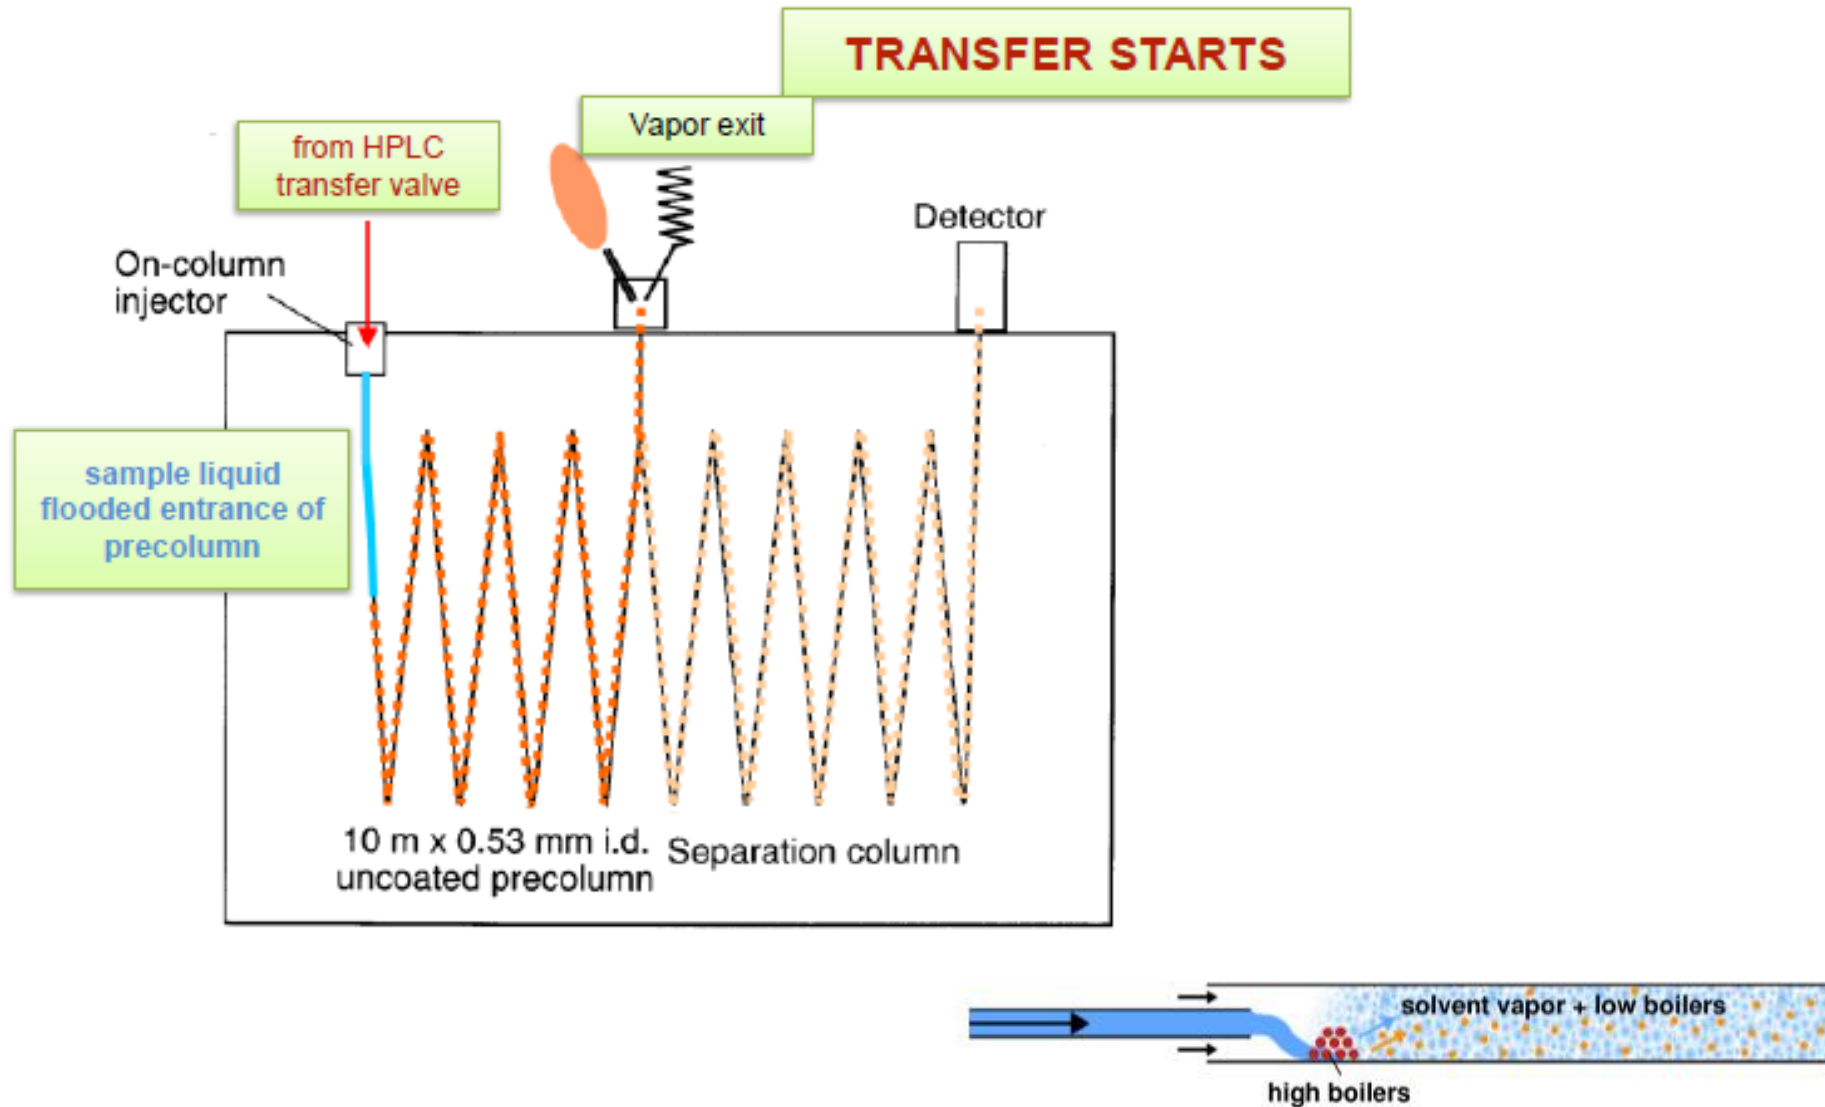 TRANSFER STARTS
Vapor exit
from HPLC
transfer valve
Detector
On-column
injector
sample liquid
flooded entrance of
precolumn
10 m x 0.53 mm i.d.
uncoated precolumn
Separation column
solvent vapor + low boilers
high boilers